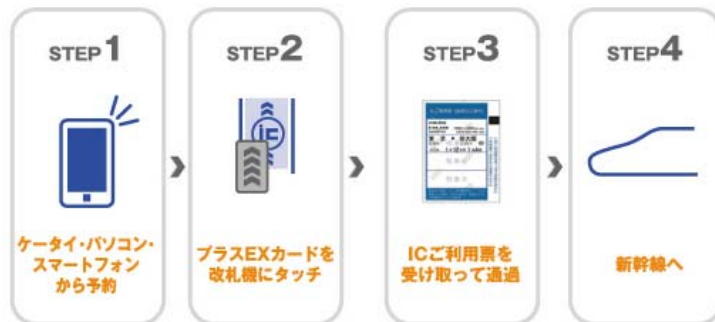 STEP1
ケータイ・パソコン・
スマートフォン
から予約
STEP2
プラスEXカードを
改札機にタッチ
STEP3
ICご利用票を
受け取って通過
STEP4
新幹線へ